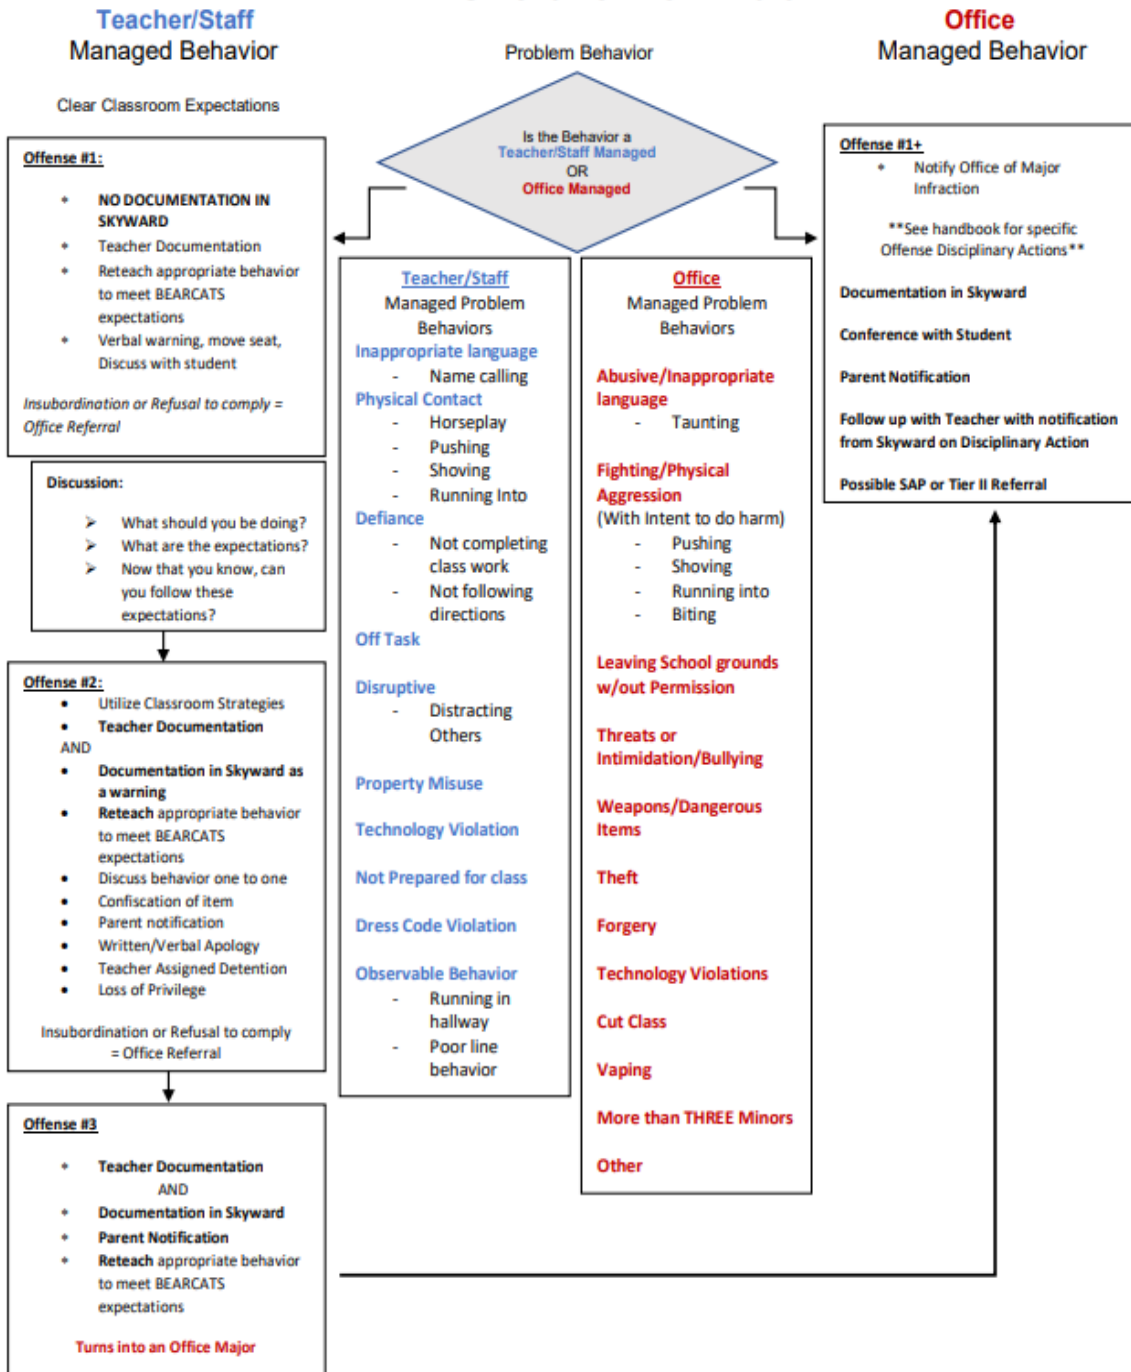 Teacher/Staff
Managed Behavior
Clear Classroom Expectations
Offense #1:
NO DOCUMENTATION IN
SKYWARD
Teacher Documentation
Reteach appropriate behavior
to meet BEARCATS
expectations
Verbal warning, move seat,
Discuss with student
Insubordination or Refusal to comply =
Office Referral
Discussion:
What should you be doing?
What are the expectations?
Now that you know, can
you follow these
expectations?
Offense #2:
Utilize Classroom Strategies
Teacher Documentation
AND
Documentation in Skyward as
a warning
Reteach appropriate behavior
to meet BEARCATS
expectations
Discuss behavior one to one
Confiscation of item
Parent notification
Written/Verbal Apology
Teacher Assigned Detention
Loss of Privilege
Insubordination or Refusal to comply
= Office Referral
Offense #3
Teacher Documentation
AND
Documentation in Skyward
Parent Notification
Reteach appropriate behavior
to meet BEARCATS
expectations
Turns into an Office Major
Problem Behavior
Is the Behavior a
Teacher/Staff Managed
OR
Office Managed
Teacher/Staff
Managed Problem
Behaviors
Inappropriate language
- Name calling
Physical Contact
- Horseplay
- Pushing
- Shoving
- Running Into
Defiance
- Not completing
class work
- Not following
directions
Off Task
Disruptive
- Distracting
Others
Property Misuse
Technology Violation
Not Prepared for class
Dress Code Violation
Observable Behavior
- Running in
hallway
- Poor line
behavior
Office
Managed Problem
Behaviors
Abusive/Inappropriate
language
- Taunting
Fighting/Physical
Aggression
(With Intent to do harm)
- Pushing
- Shoving
- Running into
- Biting
Leaving School grounds
w/out Permission
Threats or
Intimidation/Bullying
Weapons/Dangerous
Items
Theft
Forgery
Technology Violations
Cut Class
Vaping
More than THREE Minors
Other
Office
Managed Behavior
Offense #1+
Notify Office of Major
Infraction
**See handbook for specific
Offense Disciplinary Actions**
Documentation in Skyward
Conference with Student
Parent Notification
Follow up with Teacher with notification
from Skyward on Disciplinary Action
Possible SAP or Tier II Referral